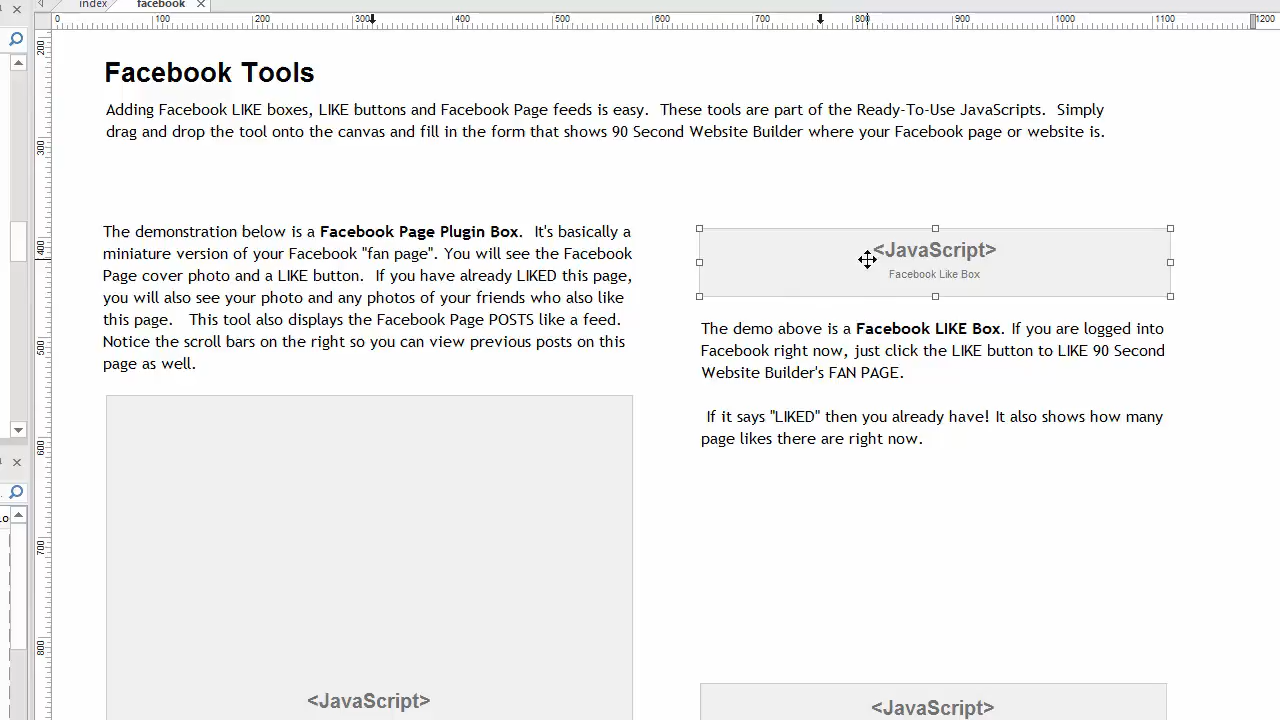 index facebook
0 100 200 300 400 500 600 700 800 900 1000 1100 1200
200
300
400
500
600
700
800
Facebook Tools
Adding Facebook LIKE boxes, LIKE buttons and Facebook Page feeds is easy. These tools are part of the Ready-To-Use JavaScripts. Simply
drag and drop the tool onto the canvas and fill in the form that shows 90 Second Website Builder where your Facebook page or website is.
The demonstration below is a Facebook Page Plugin Box. It's basically a
miniature version of your Facebook "fan page". You will see the Facebook
Page cover photo and a LIKE button. If you have already LIKED this page,
you will also see your photo and any photos of your friends who also like
this page. This tool also displays the Facebook Page POSTS like a feed.
Notice the scroll bars on the right so you can view previous posts on this
page as well.
<JavaScript>
<JavaScript>
Facebook Like Box
The demo above is a Facebook LIKE Box. If you are logged into
Facebook right now, just click the LIKE button to LIKE 90 Second
Website Builder's FAN PAGE.
If it says "LIKED" then you already have! It also shows how many
page likes there are right now.
<JavaScript>